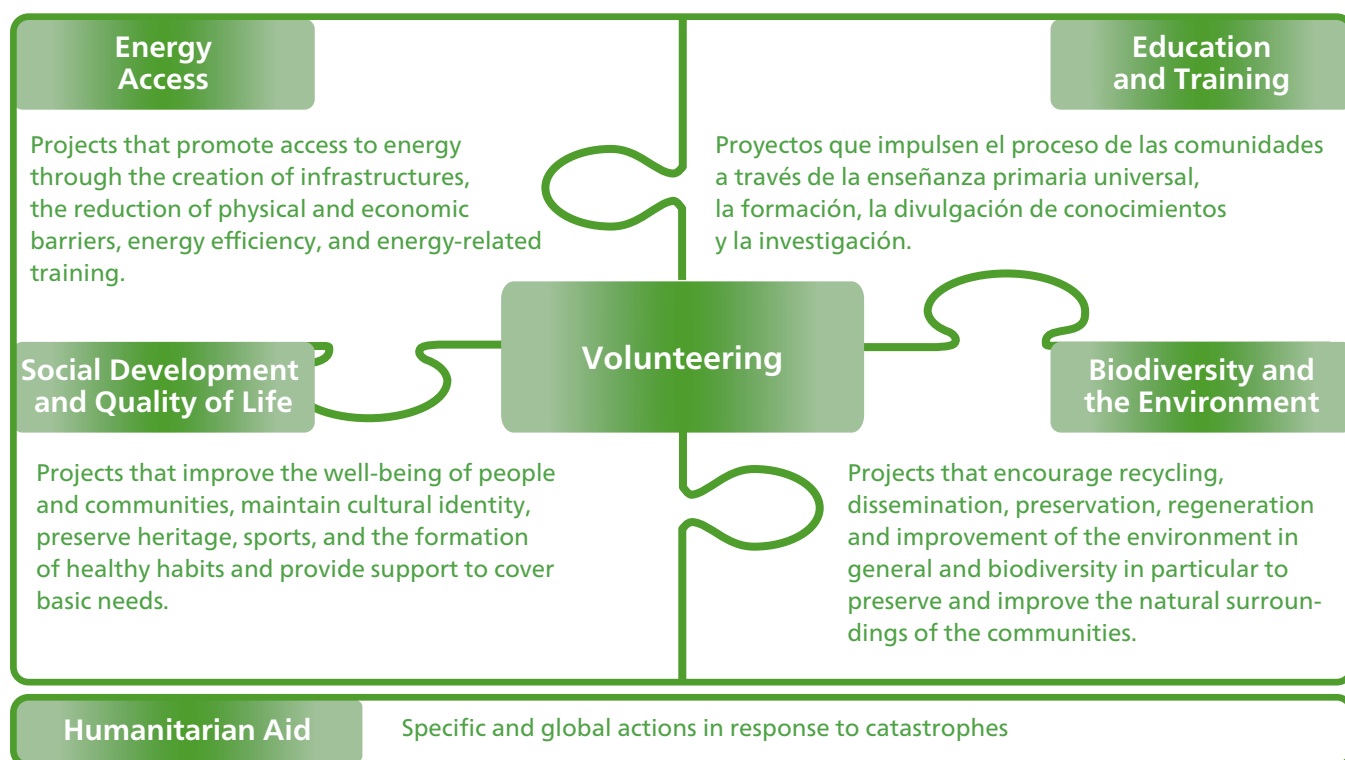 Energy
Access
Projects that promote access to energy
through the creation of infrastructures,
the reduction of physical and economic
barriers, energy efficiency, and energy-related
training.
Education
and Training
Proyectos que impulsen el proceso de las comunidades
a través de la enseñanza primaria universal,
la formación, la divulgación de conocimientos
y la investigación.
Volunteering
Social Development
and Quality of Life
Projects that improve the well-being of people
and communities, maintain cultural identity,
preserve heritage, sports, and the formation
of healthy habits and provide support to cover
basic needs.
Biodiversity and
the Environment
Projects that encourage recycling,
dissemination, preservation, regeneration
and improvement of the environment in
general and biodiversity in particular to
preserve and improve the natural surroun-
dings of the communities.
Humanitarian Aid
Specific and global actions in response to catastrophes